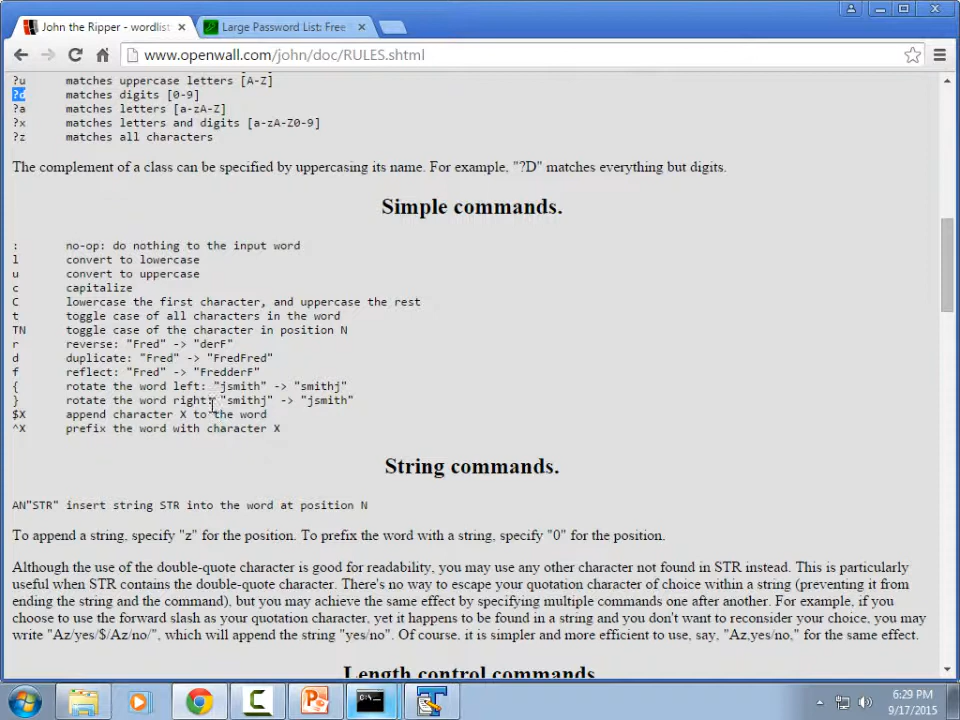 John the Ripper - wordlis
Large Password List: Free
www.openwall.com/john/doc/RULES.shtml
?u matches uppercase letters [A-Z]
?d matches digits [0-9]
?a matches letters [a-zA-Z]
?x matches letters and digits [a-zA-Z0-9]
?z matches all characters
The complement of a class can be specified by uppercasing its name. For example, "?D" matches everything but digits.
Simple commands.
: no-op: do nothing to the input word
l convert to lowercase
u convert to uppercase
c capitalize
C lowercase the first character, and uppercase the rest
t toggle case of all characters in the word
TN toggle case of the character in position N
r reverse: "Fred" -> "derF"
d duplicate: "Fred" -> "FredFred"
f reflect: "Fred" -> "FredderF"
{ rotate the word left: "jsmith" -> "smithj"
} rotate the word right: "smithj" -> "jsmith"
$X append character X to the word
^X prefix the word with character X
String commands.
AN"STR" insert string STR into the word at position N
To append a string, specify "z" for the position. To prefix the word with a string, specify "0" for the position.
Although the use of the double-quote character is good for readability, you may use any other character not found in STR instead. This is particularly
useful when STR contains the double-quote character. There's no way to escape your quotation character of choice within a string (preventing it from
ending the string and the command), but you may achieve the same effect by specifying multiple commands one after another. For example, if you
choose to use the forward slash as your quotation character, yet it happens to be found in a string and you don't want to reconsider your choice, you may
write "Az/yes/$/Az/no/", which will append the string "yes/no". Of course, it is simpler and more efficient to use, say, "Az,yes/no," for the same effect.
Length control commands.
6:29 PM
9/17/2015